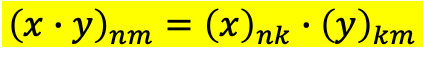 (x · y)ₙₘ = (x)ₙₖ · (y)ₖₘ